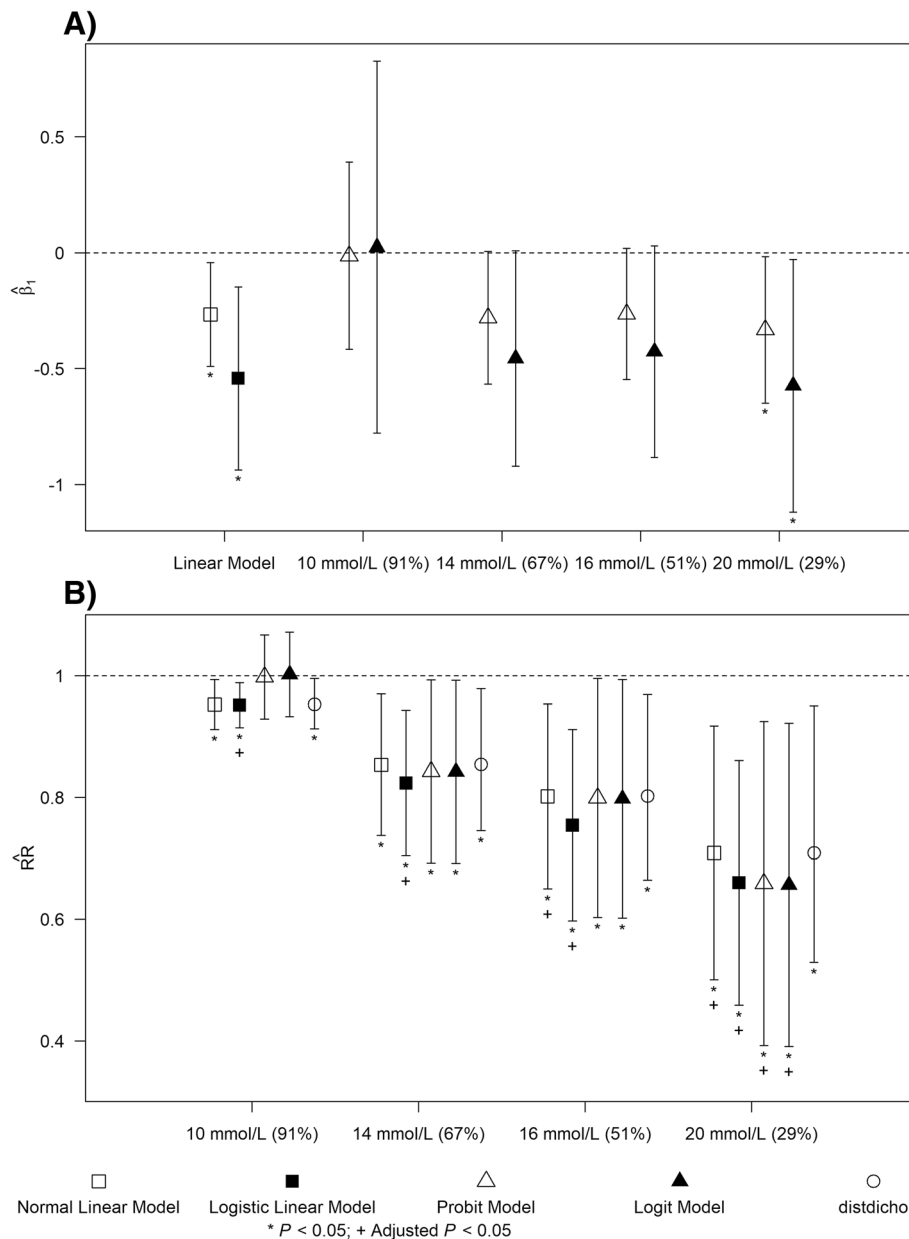 A)
0.5
0
-0.5
-1
β̂₁
* * * *
Linear Model 10 mmol/L (91%) 14 mmol/L (67%) 16 mmol/L (51%) 20 mmol/L (29%)
B)
1
0.8
0.6
0.4
R̂R
* * + *
* * + * * *
* + * + * * *
* + * + * + * + *
10 mmol/L (91%) 14 mmol/L (67%) 16 mmol/L (51%) 20 mmol/L (29%)
Normal Linear Model Logistic Linear Model Probit Model Logit Model distdicho
* P < 0.05; + Adjusted P < 0.05